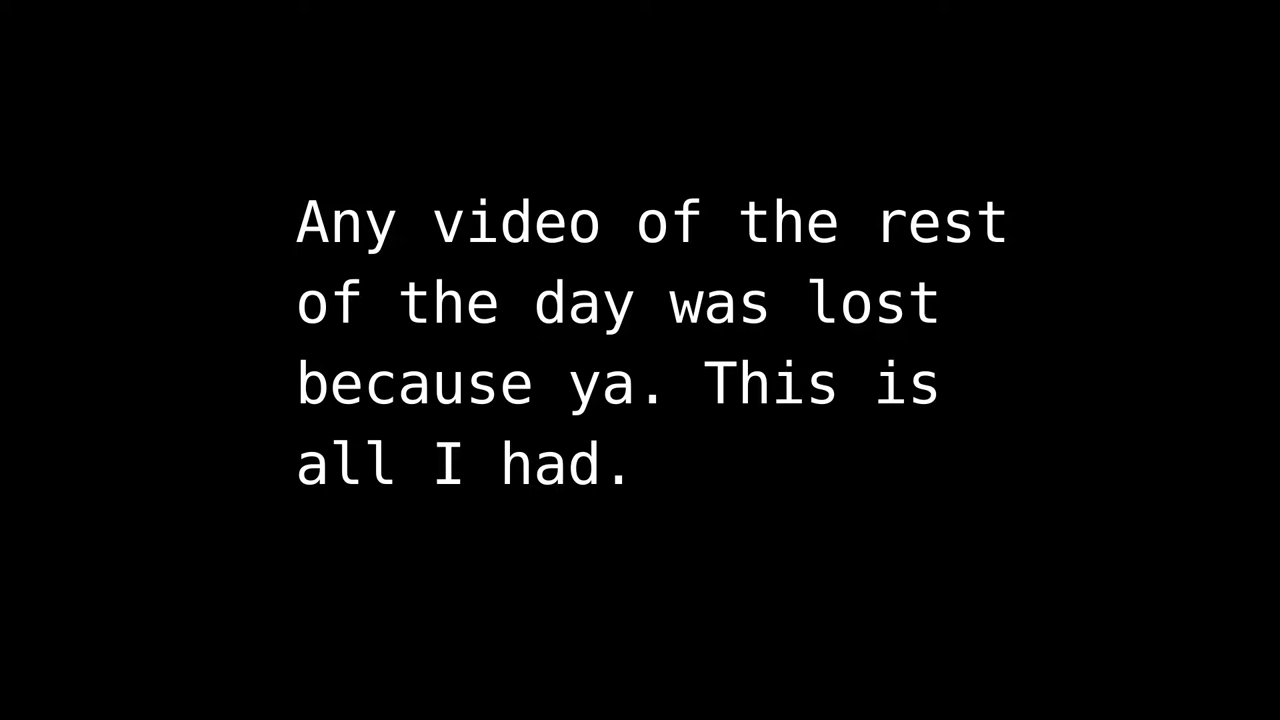 Any video of the rest
of the day was lost
because ya. This is
all I had.